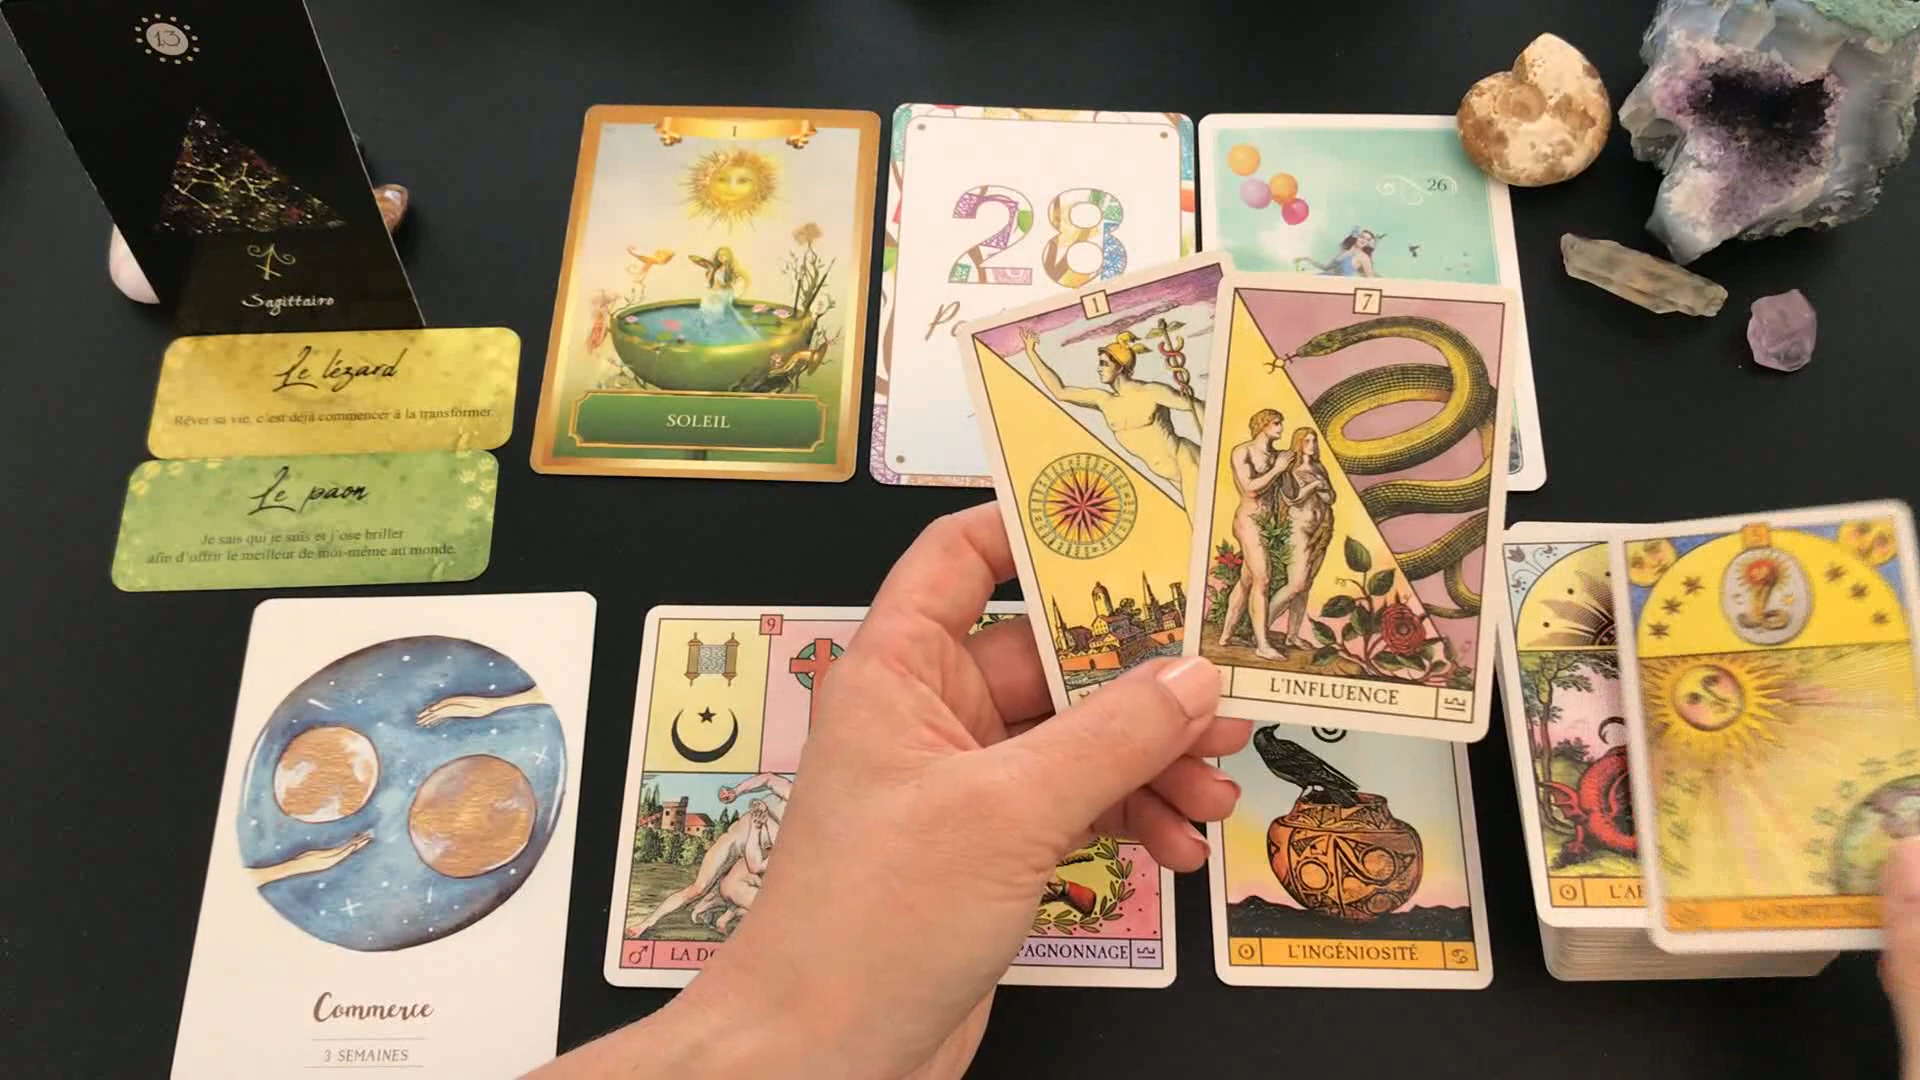 13
Sagittaire
Le lézard
Rêver sa vie, c'est déjà commencer à la transformer.
Le paon
Je sais qui je suis et j'ose briller
afin d'offrir le meilleur de moi-même au monde.
I
SOLEIL
28
26
1
7
L'INFLUENCE
Commerce
3 SEMAINES
9
L'INGÉNIOSITÉ